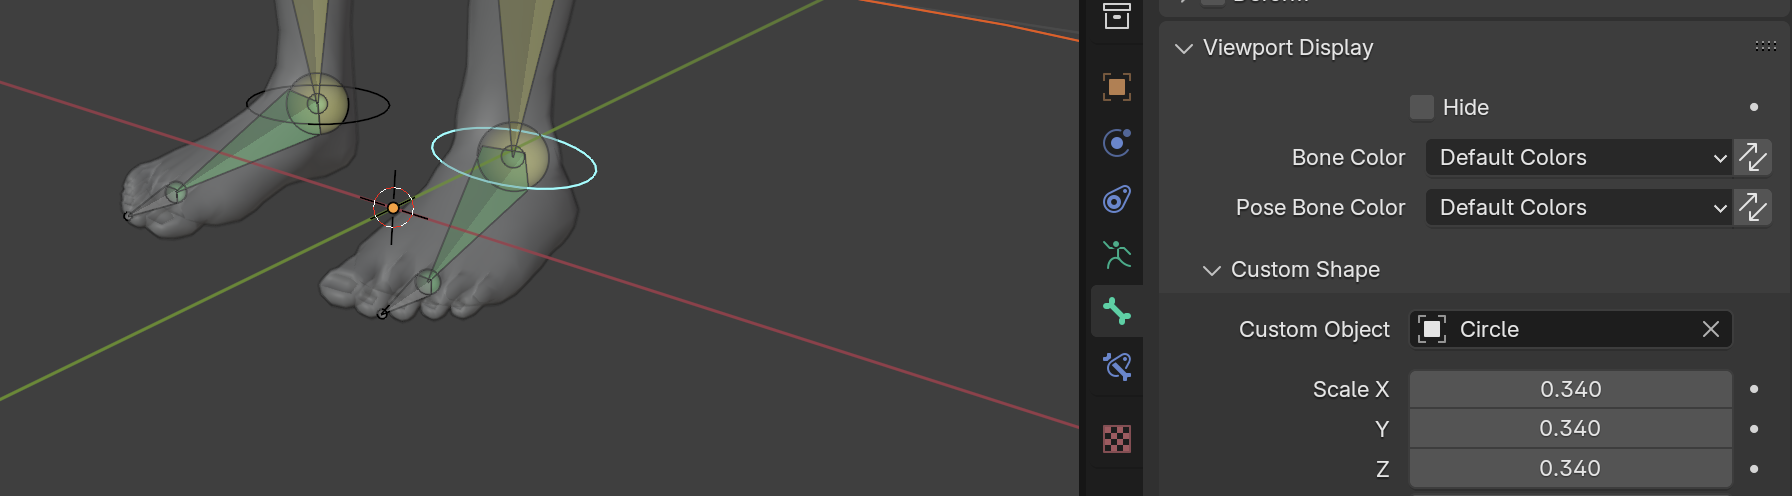 Deform
Viewport Display
Hide
Bone Color Default Colors
Pose Bone Color Default Colors
Custom Shape
Custom Object Circle
Scale X 0.340
Y 0.340
Z 0.340